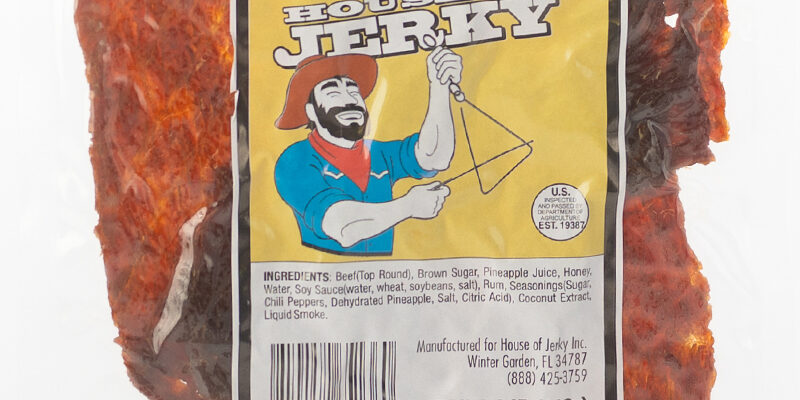 HOUSE
JERKY
U.S.
INSPECTED
AND PASSED BY
DEPARTMENT OF
AGRICULTURE
EST. 19387
INGREDIENTS: Beef(Top Round), Brown Sugar, Pineapple Juice, Honey,
Water, Soy Sauce(water, wheat, soybeans, salt), Rum, Seasonings(Sugar,
Chili Peppers, Dehydrated Pineapple, Salt, Citric Acid), Coconut Extract,
Liquid Smoke.
Manufactured for House of Jerky Inc.
Winter Garden, FL 34787
(888) 425-3759